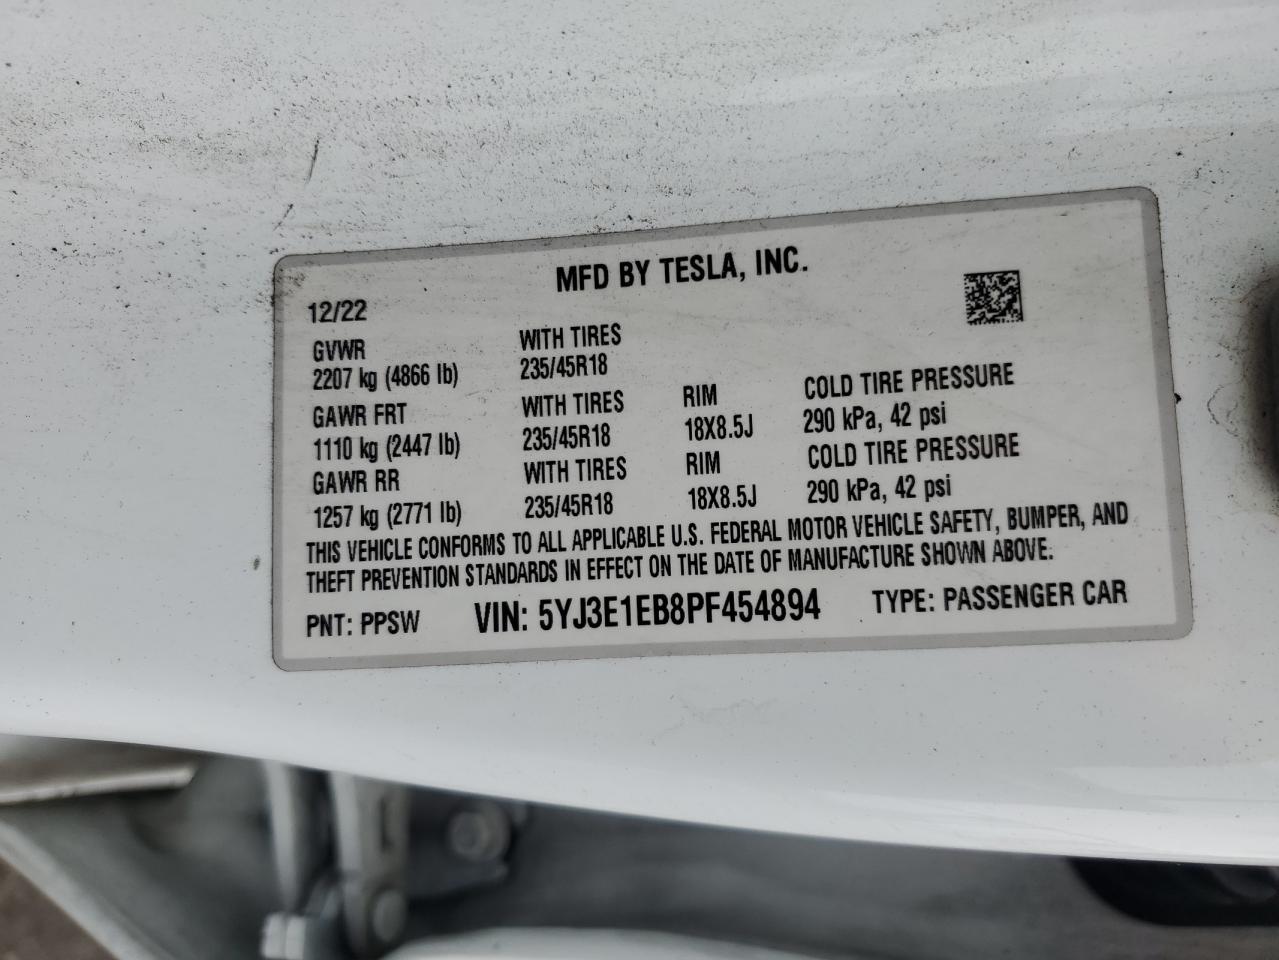 MFD BY TESLA, INC.
12/22
GVWR WITH TIRES
2207 kg (4866 lb) 235/45R18
GAWR FRT WITH TIRES RIM COLD TIRE PRESSURE
1110 kg (2447 lb) 235/45R18 18X8.5J 290 kPa, 42 psi
GAWR RR WITH TIRES RIM COLD TIRE PRESSURE
1257 kg (2771 lb) 235/45R18 18X8.5J 290 kPa, 42 psi
THIS VEHICLE CONFORMS TO ALL APPLICABLE U.S. FEDERAL MOTOR VEHICLE SAFETY, BUMPER, AND
THEFT PREVENTION STANDARDS IN EFFECT ON THE DATE OF MANUFACTURE SHOWN ABOVE.
PNT: PPSW VIN: 5YJ3E1EB8PF454894 TYPE: PASSENGER CAR